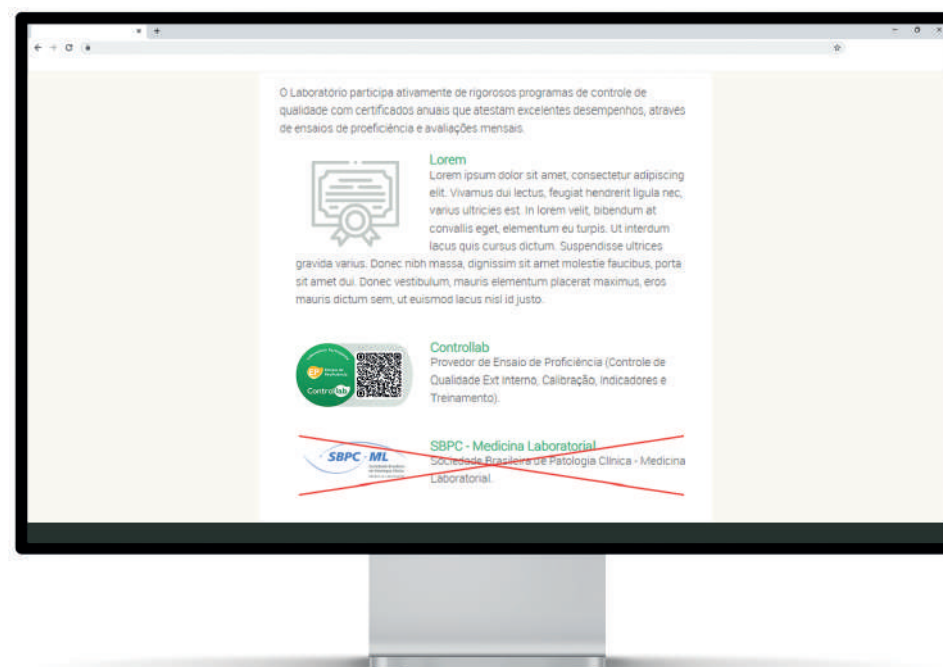 O Laboratório participa ativamente de rigorosos programas de controle de
qualidade com certificados anuais que atestam excelentes desempenhos, através
de ensaios de proeficiência e avaliações mensais.
Lorem
Lorem ipsum dolor sit amet, consectetur adipiscing
elit. Vivamus dui lectus, feugiat hendrerit ligula nec,
varius ultricies est. In lorem velit, bibendum at
convallis eget, elementum eu turpis. Ut interdum
lacus quis cursus dictum. Suspendisse ultrices
gravida varius. Donec nibh massa, dignissim sit amet molestie faucibus, porta
sit amet dui. Donec vestibulum, mauris elementum placerat maximus, eros
mauris dictum sem, ut euismod lacus nisl id justo.
EP Ensaio de
Proficiência
Controllab
Controllab
Provedor de Ensaio de Proficiência (Controle de
Qualidade Ext Interno, Calibração, Indicadores e
Treinamento).
SBPC - ML
SBPC - Medicina Laboratorial
Sociedade Brasileira de Patologia Clínica - Medicina
Laboratorial.